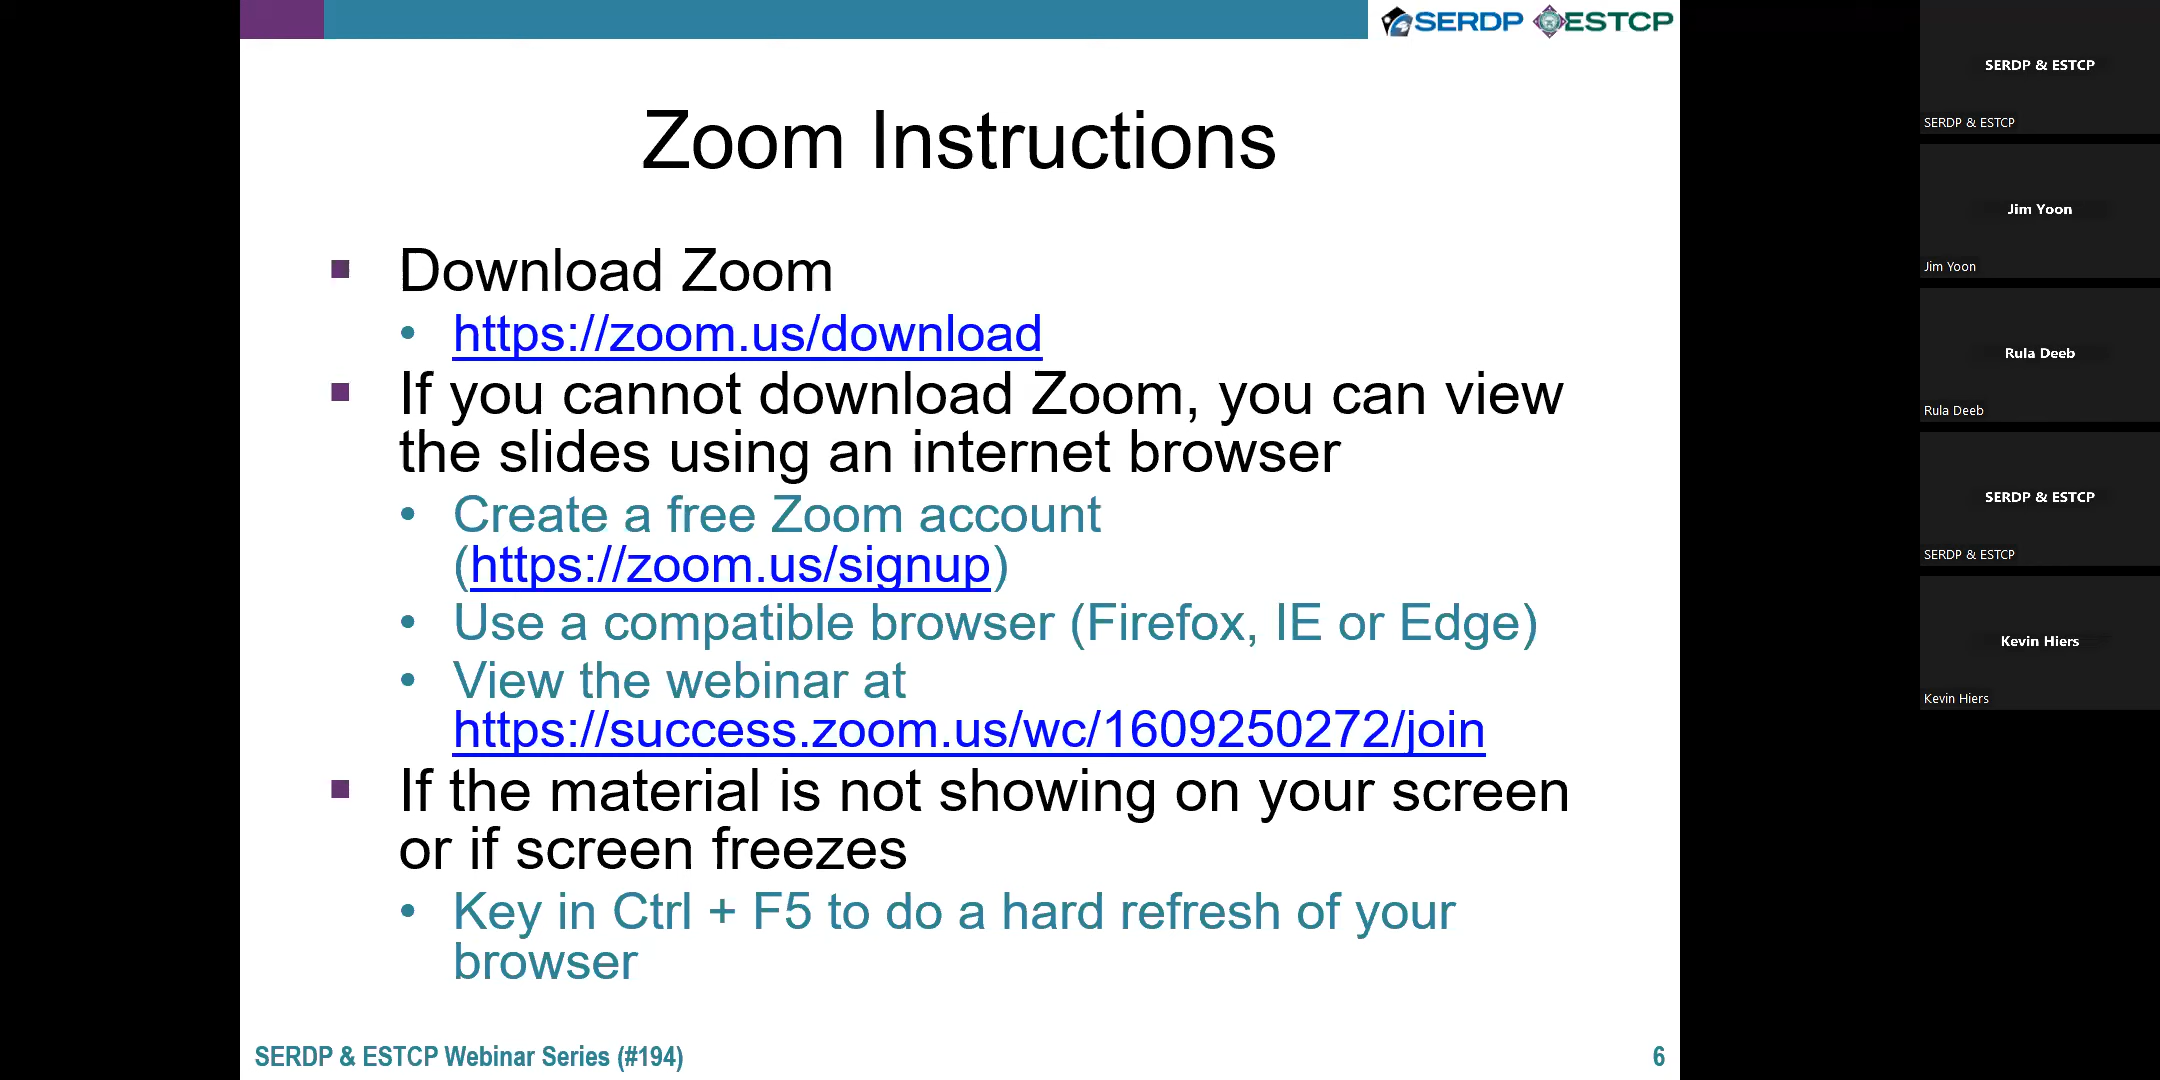 SERDP ESTCP
Zoom Instructions
Download Zoom
https://zoom.us/download
If you cannot download Zoom, you can view
the slides using an internet browser
Create a free Zoom account
(https://zoom.us/signup)
Use a compatible browser (Firefox, IE or Edge)
View the webinar at
https://success.zoom.us/wc/1609250272/join
If the material is not showing on your screen
or if screen freezes
Key in Ctrl + F5 to do a hard refresh of your
browser
SERDP & ESTCP Webinar Series (#194)
6
SERDP & ESTCP
SERDP & ESTCP
Jim Yoon
Jim Yoon
Rula Deeb
Rula Deeb
SERDP & ESTCP
SERDP & ESTCP
Kevin Hiers
Kevin Hiers